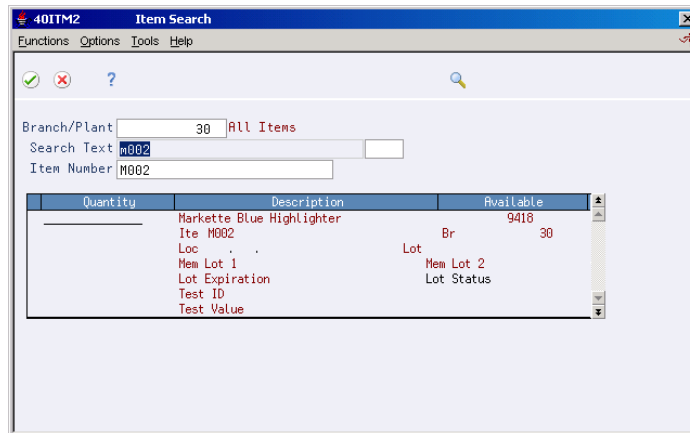 40ITM2 Item Search
Functions Options Tools Help
?
Branch/Plant 30 All Items
Search Text m002
Item Number M002
Quantity Description Available
Markette Blue Highlighter 9418
Ite M002 Br 30
Loc . . Lot
Mem Lot 1 Mem Lot 2
Lot Expiration Lot Status
Test ID
Test Value